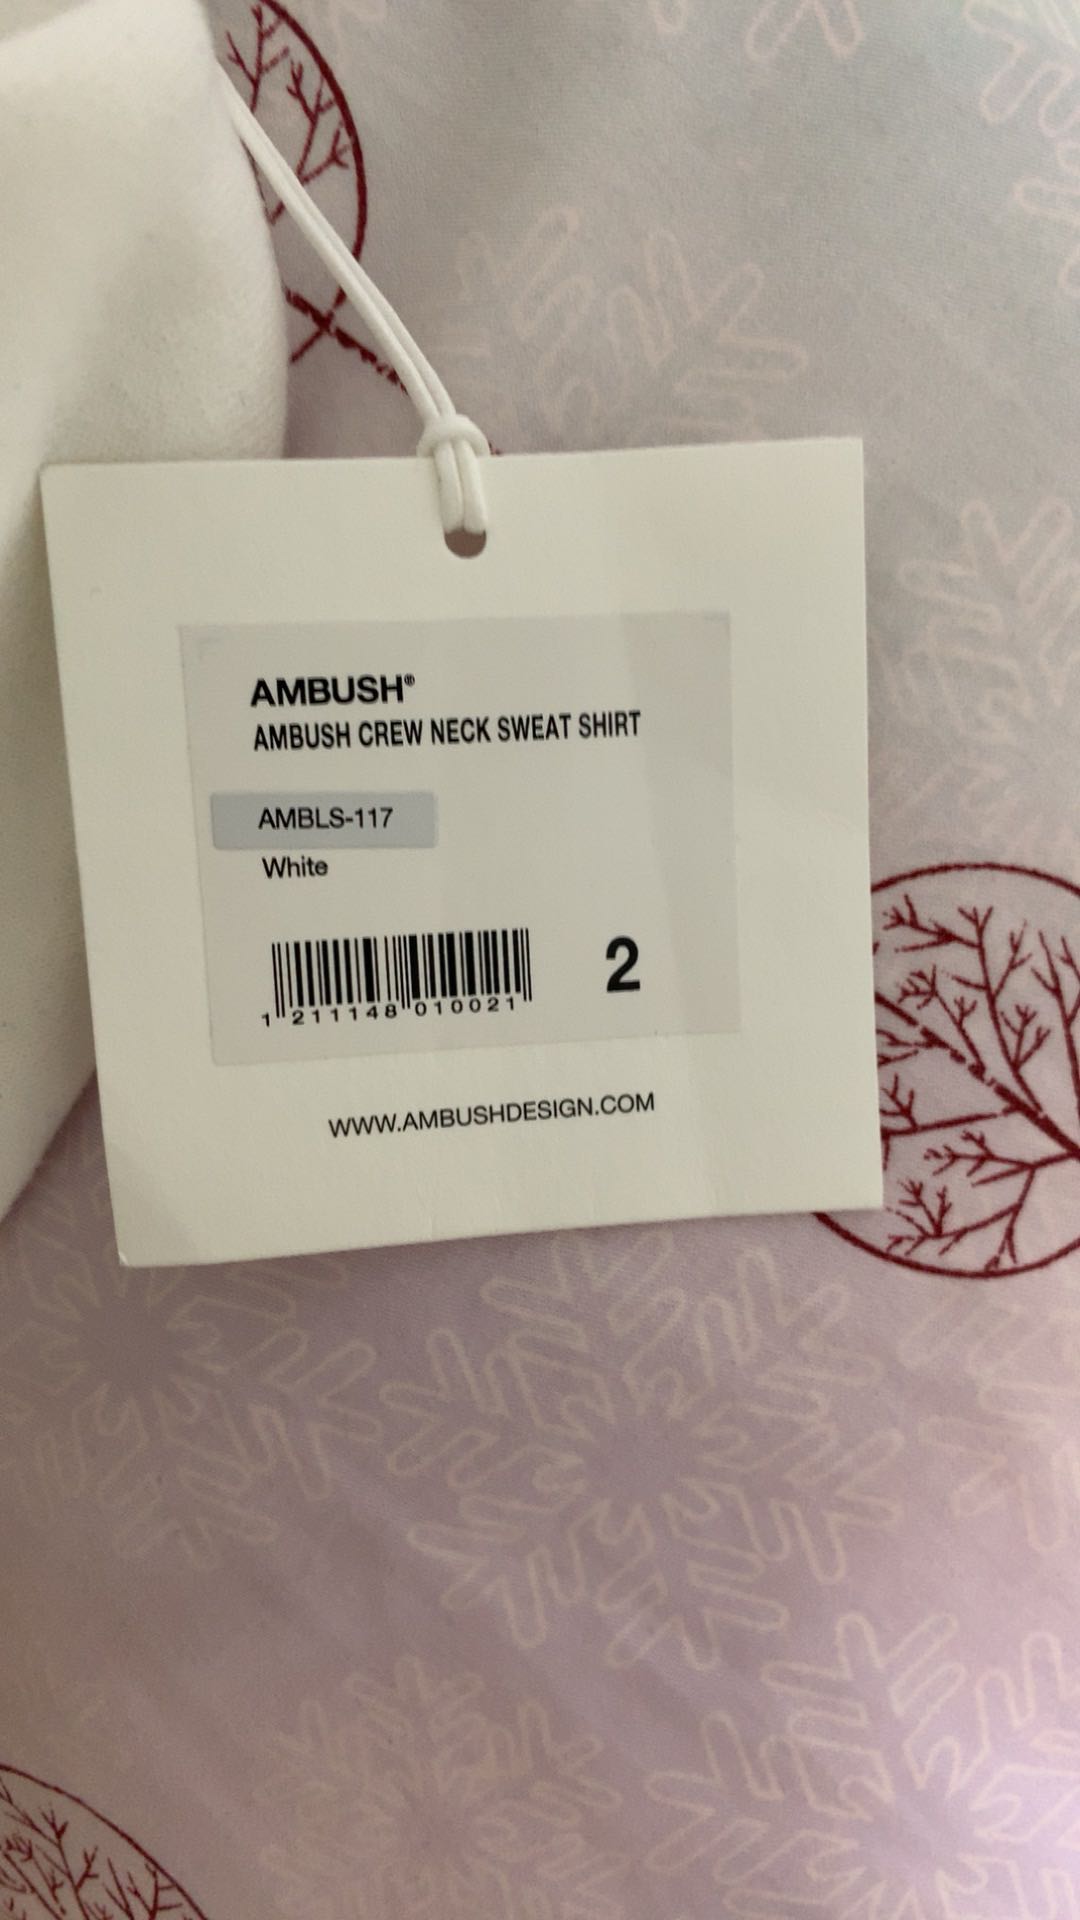 AMBUSH®
AMBUSH CREW NECK SWEAT SHIRT
AMBLS-117
White
2
1 211148 010021
WWW.AMBUSHDESIGN.COM